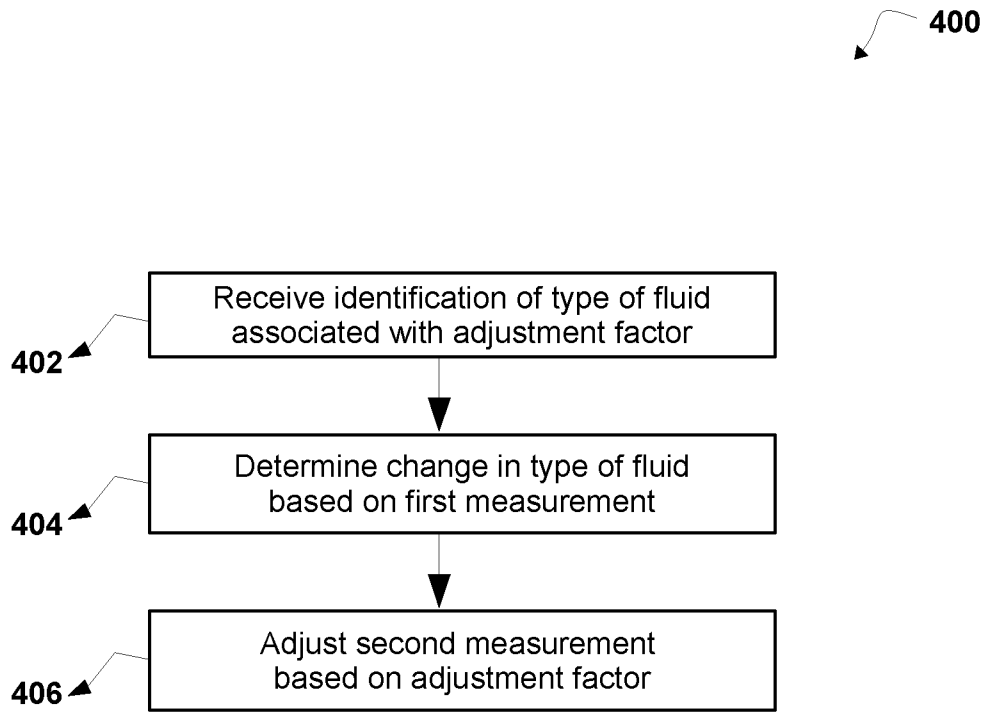 400
Receive identification of type of fluid
associated with adjustment factor
402
Determine change in type of fluid
based on first measurement
404
Adjust second measurement
based on adjustment factor
406